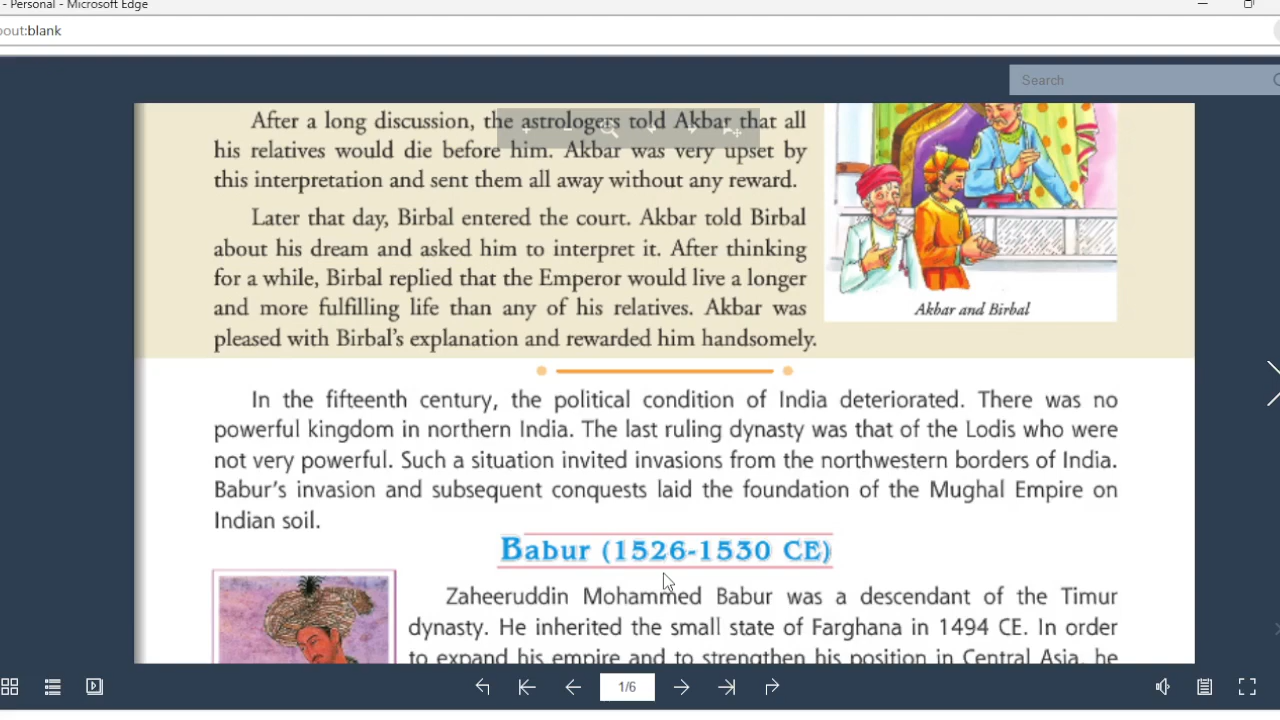 - Personal - Microsoft Edge
out:blank
Search
After a long discussion, the astrologers told Akbar that all
his relatives would die before him. Akbar was very upset by
this interpretation and sent them all away without any reward.
Later that day, Birbal entered the court. Akbar told Birbal
about his dream and asked him to interpret it. After thinking
for a while, Birbal replied that the Emperor would live a longer
and more fulfilling life than any of his relatives. Akbar was
pleased with Birbal's explanation and rewarded him handsomely.
Akbar and Birbal
In the fifteenth century, the political condition of India deteriorated. There was no
powerful kingdom in northern India. The last ruling dynasty was that of the Lodis who were
not very powerful. Such a situation invited invasions from the northwestern borders of India.
Babur's invasion and subsequent conquests laid the foundation of the Mughal Empire on
Indian soil.
Babur (1526-1530 CE)
Zaheeruddin Mohammed Babur was a descendant of the Timur
dynasty. He inherited the small state of Farghana in 1494 CE. In order
to expand his empire and to strengthen his position in Central Asia, he
1/6